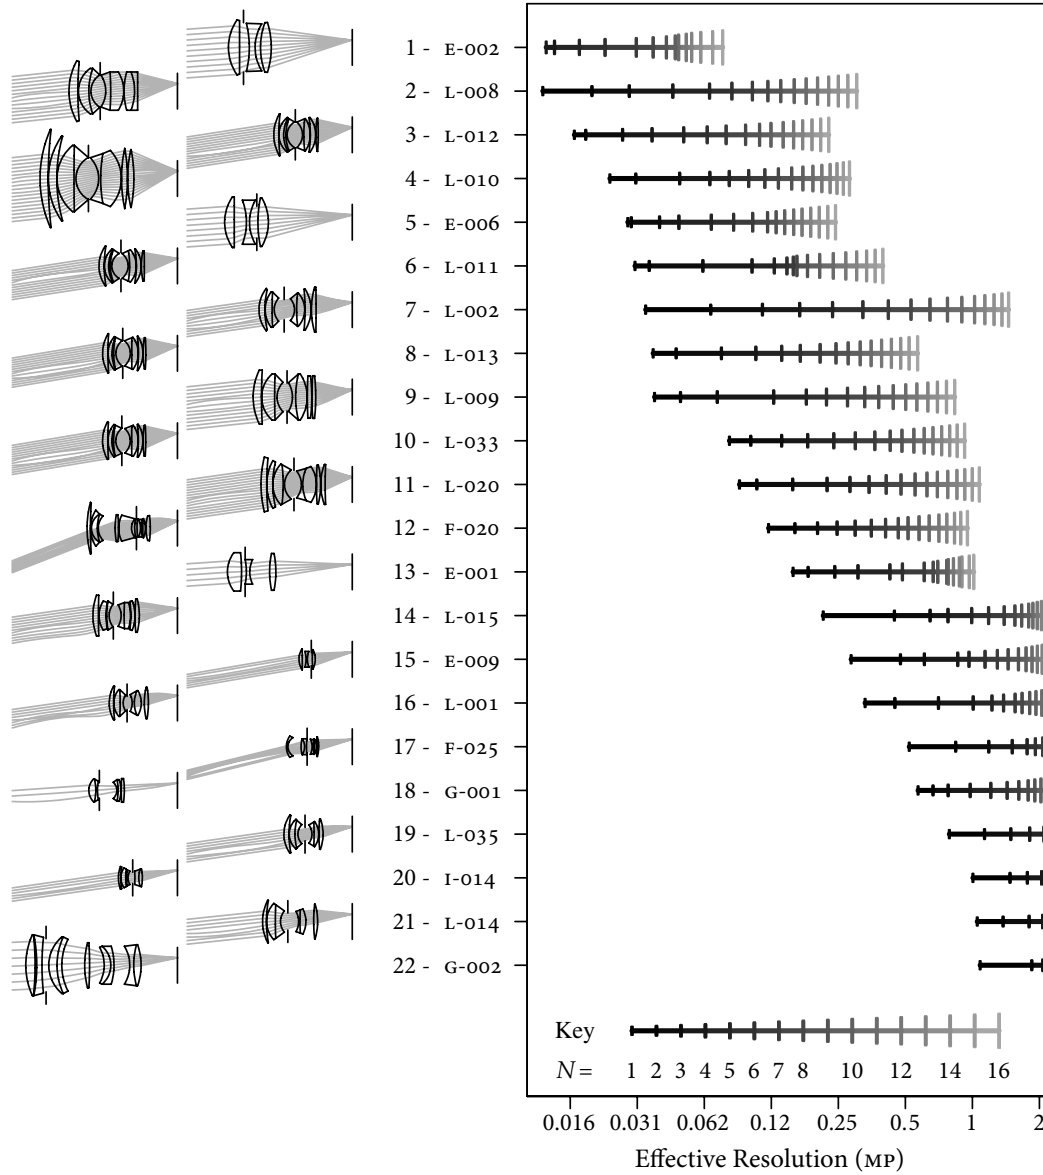 1 - E-002
2 - L-008
3 - L-012
4 - L-010
5 - E-006
6 - L-011
7 - L-002
8 - L-013
9 - L-009
10 - L-033
11 - L-020
12 - F-020
13 - E-001
14 - L-015
15 - E-009
16 - L-001
17 - F-025
18 - G-001
19 - L-035
20 - I-014
21 - L-014
22 - G-002
Key
N = 1 2 3 4 5 6 7 8 10 12 14 16
0.016 0.031 0.062 0.12 0.25 0.5 1 2
Effective Resolution (MP)